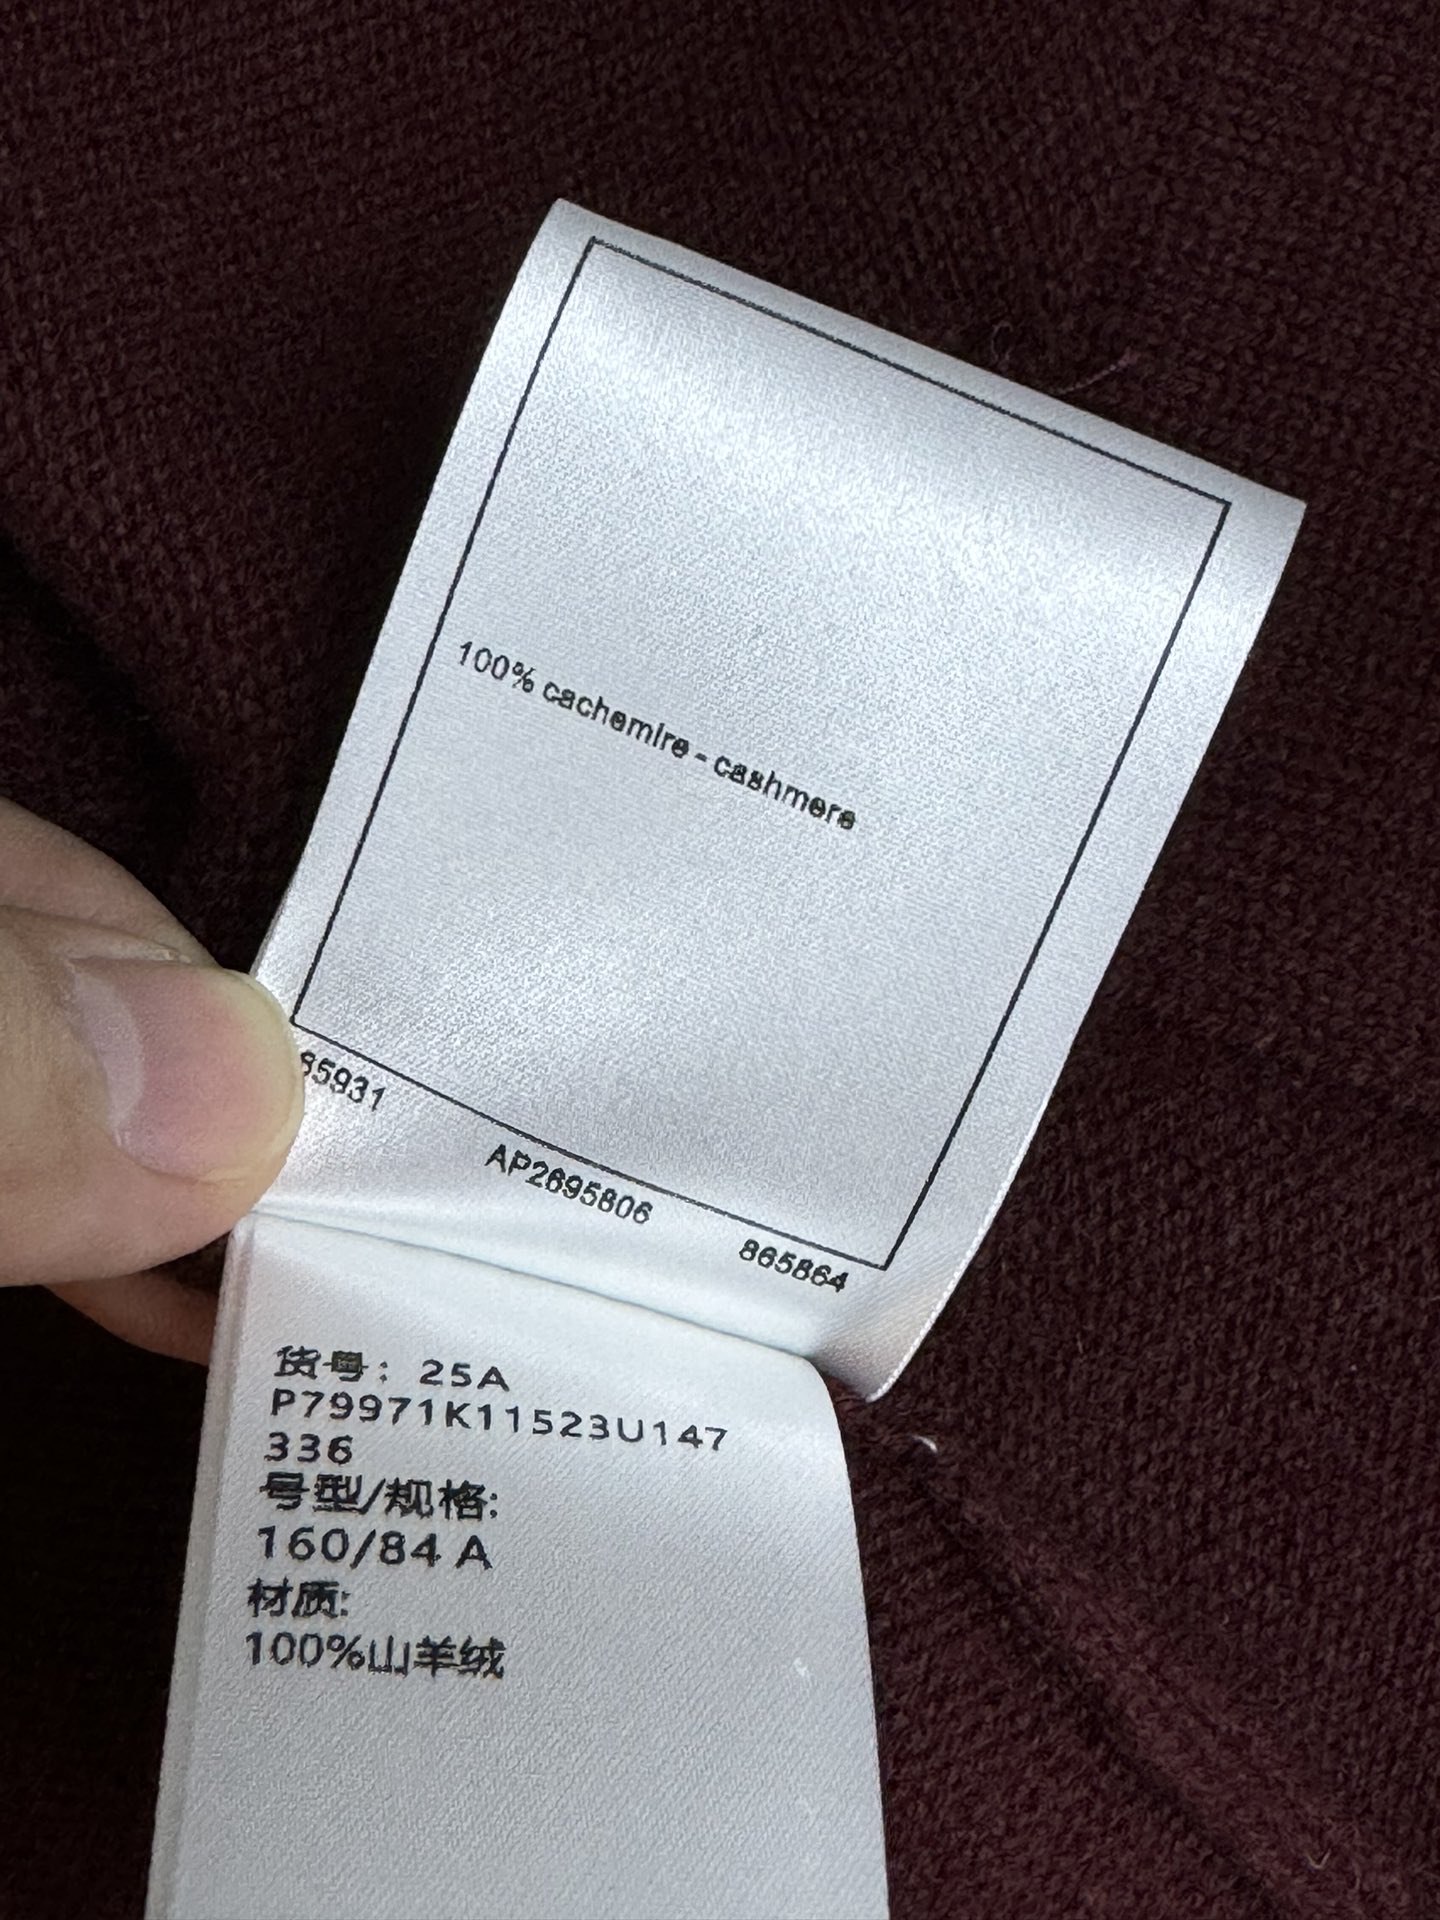 100% cachemire - cashmere
85931
AP2695806
865864
货号: 25A
P79971K11523U147
336
号型/规格:
160/84 A
材质:
100%山羊绒